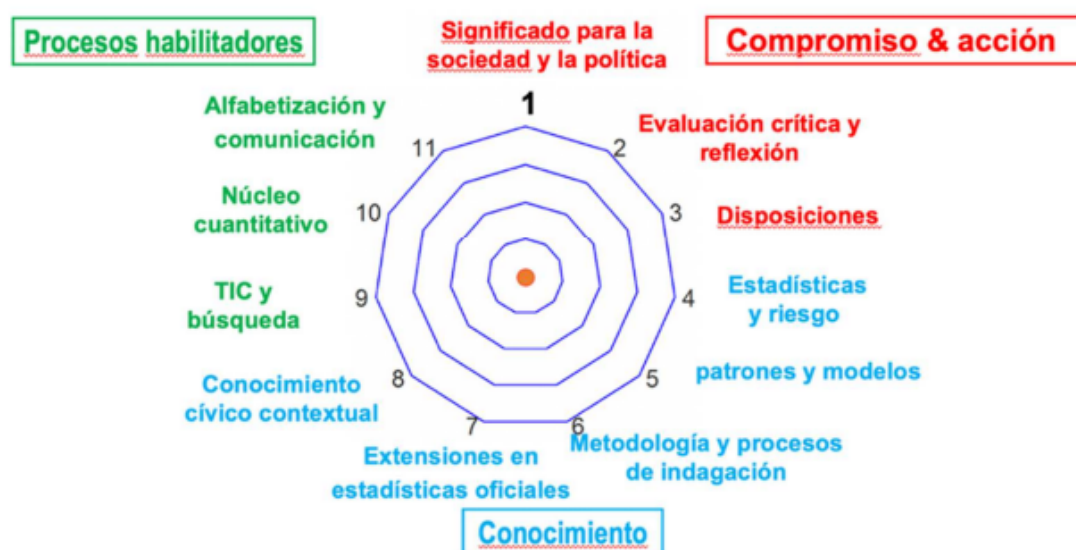 Procesos habilitadores
Significado para la
sociedad y la política
Compromiso & acción
1
Alfabetización y
comunicación
11
2
Evaluación crítica y
reflexión
Núcleo
cuantitativo
10
3
Disposiciones
TIC y
búsqueda
9
4
Estadísticas
y riesgo
Conocimiento
cívico contextual
8
5
patrones y modelos
7
6
Extensiones en
estadísticas oficiales
Metodología y procesos
de indagación
Conocimiento